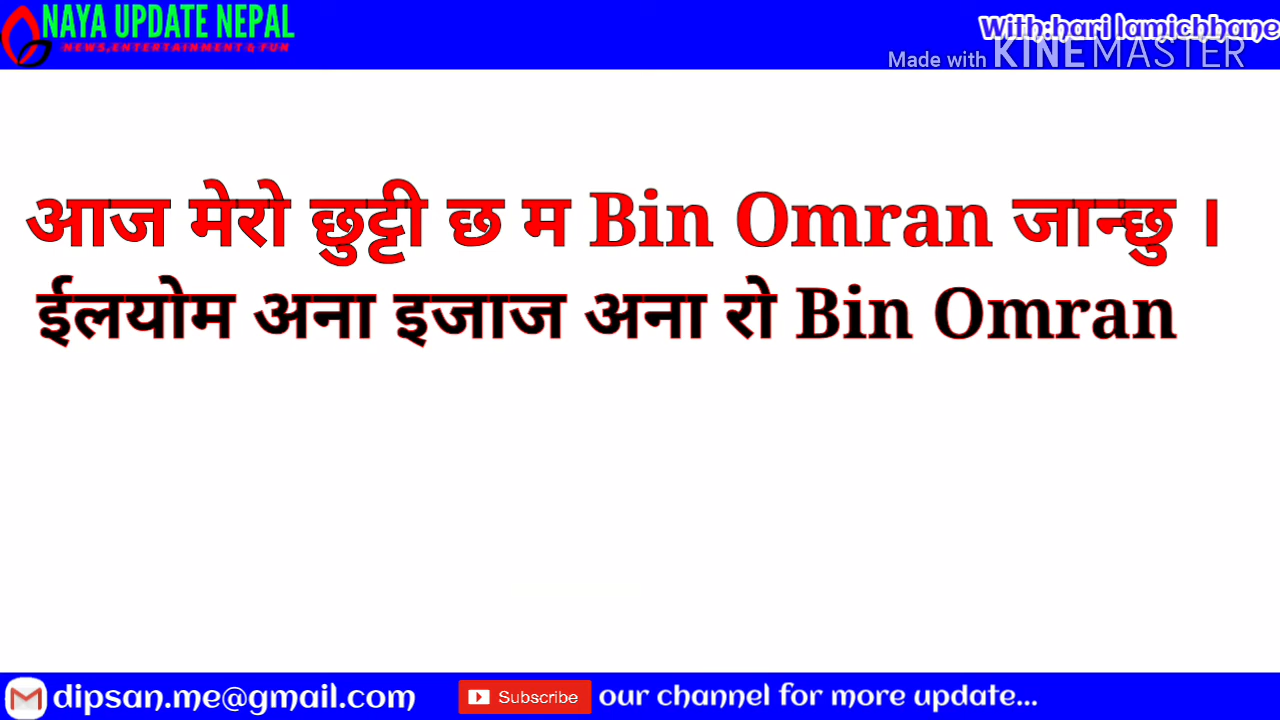 NAYA UPDATE NEPAL
NEWS,ENTERTAINMENT & FUN
With:hari lamichhane
Made with KINEMASTER
आज मेरो छुट्टी छ म Bin Omran जान्छु ।
ईलयोम अना इजाज अना रो Bin Omran
dipsan.me@gmail.com
Subscribe
our channel for more update...